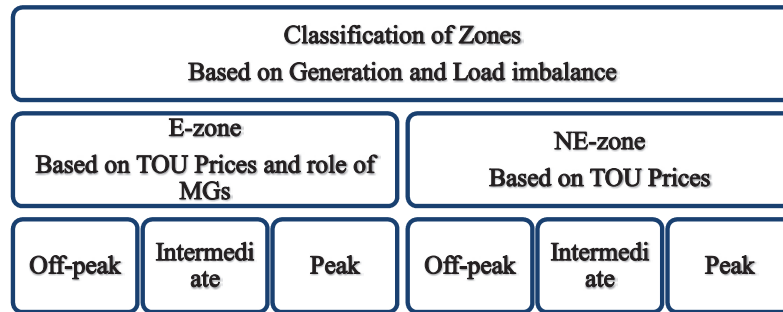 Classification of Zones
Based on Generation and Load imbalance
E-zone
Based on TOU Prices and role of
MGs
NE-zone
Based on TOU Prices
Off-peak
Intermedi
ate
Peak
Off-peak
Intermedi
ate
Peak